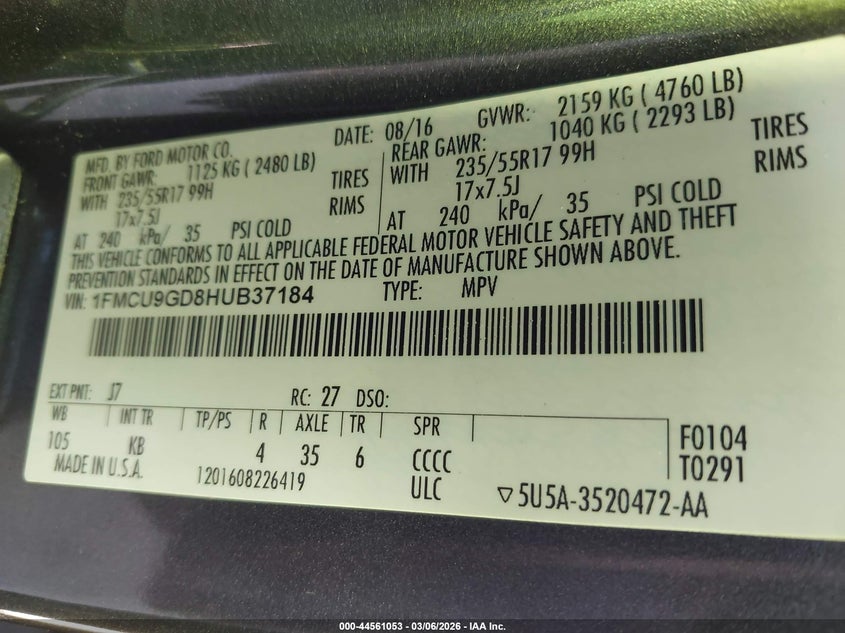 MFD. BY FORD MOTOR CO. DATE: 08/16 GVWR: 2159 KG ( 4760 LB)
FRONT GAWR: 1125 KG ( 2480 LB) REAR GAWR: 1040 KG ( 2293 LB)
WITH 235/55R17 99H TIRES WITH 235/55R17 99H TIRES
17x7.5J RIMS 17x7.5J RIMS
AT 240 kPa/ 35 PSI COLD AT 240 kPa/ 35 PSI COLD
THIS VEHICLE CONFORMS TO ALL APPLICABLE FEDERAL MOTOR VEHICLE SAFETY AND THEFT
PREVENTION STANDARDS IN EFFECT ON THE DATE OF MANUFACTURE SHOWN ABOVE.
VIN: 1FMCU9GD8HUB37184 TYPE: MPV
EXT PNT: J7 RC: 27 DSO:
WB INT TR TP/PS R AXLE TR SPR
105 KB 4 35 6 CCCC F0104
MADE IN U.S.A. 1201608226419 ULC T0291
▽5U5A-3520472-AA
000-44561053 — 03/06/2026 — IAA Inc.